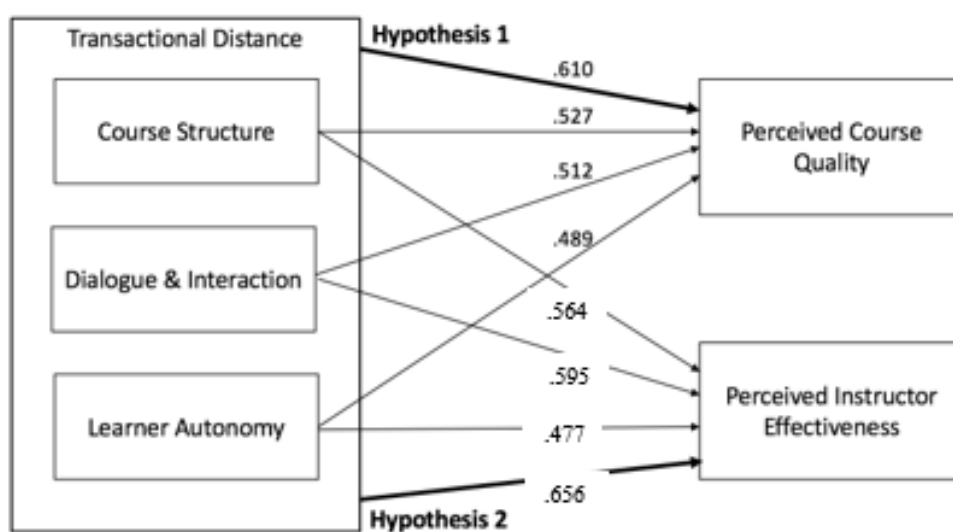 Transactional Distance
Hypothesis 1
.610
Course Structure
.527
Perceived Course
Quality
.512
.489
Dialogue & Interaction
.564
.595
Perceived Instructor
Effectiveness
Learner Autonomy
.477
.656
Hypothesis 2